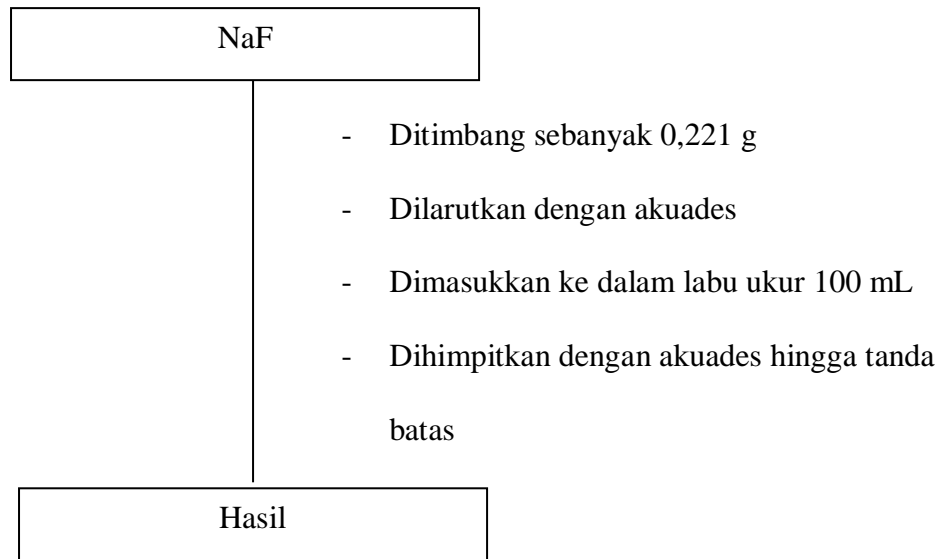 NaF
- Ditimbang sebanyak 0,221 g
- Dilarutkan dengan akuades
- Dimasukkan ke dalam labu ukur 100 mL
- Dihimpitkan dengan akuades hingga tanda
batas
Hasil